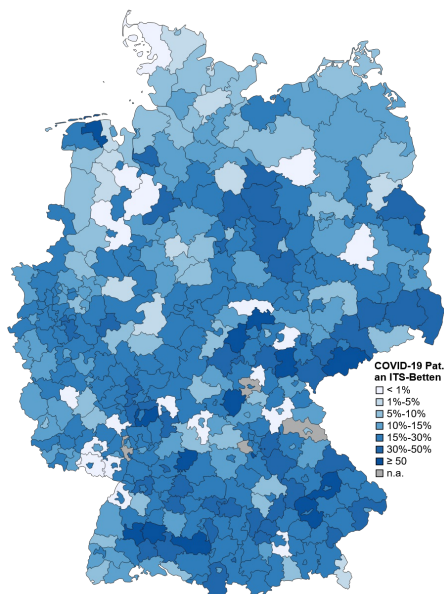 COVID-19 Pat.
an ITS-Betten
< 1%
1%-5%
5%-10%
10%-15%
15%-30%
30%-50%
≥ 50
n.a.